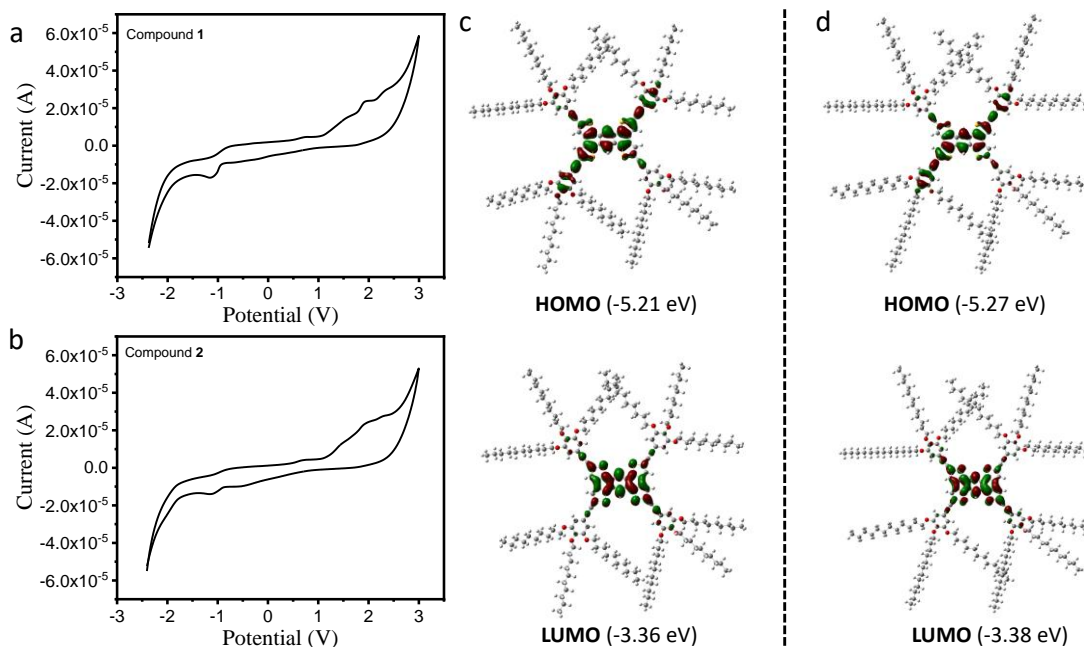 a
Compound 1
6.0x10⁻⁵
4.0x10⁻⁵
2.0x10⁻⁵
0.0
-2.0x10⁻⁵
-4.0x10⁻⁵
-6.0x10⁻⁵
Current (A)
-3 -2 -1 0 1 2 3
Potential (V)
b
Compound 2
6.0x10⁻⁵
4.0x10⁻⁵
2.0x10⁻⁵
0.0
-2.0x10⁻⁵
-4.0x10⁻⁵
-6.0x10⁻⁵
Current (A)
-3 -2 -1 0 1 2 3
Potential (V)
c
HOMO (-5.21 eV)
LUMO (-3.36 eV)
d
HOMO (-5.27 eV)
LUMO (-3.38 eV)